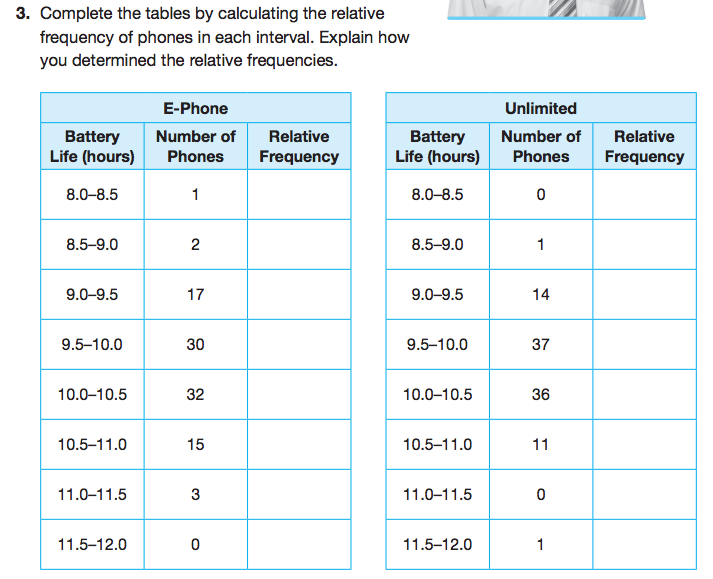 3. Complete the tables by calculating the relative
frequency of phones in each interval. Explain how
you determined the relative frequencies.
E-Phone
Battery Life (hours) Number of Phones Relative Frequency
8.0–8.5 1
8.5–9.0 2
9.0–9.5 17
9.5–10.0 30
10.0–10.5 32
10.5–11.0 15
11.0–11.5 3
11.5–12.0 0
Unlimited
Battery Life (hours) Number of Phones Relative Frequency
8.0–8.5 0
8.5–9.0 1
9.0–9.5 14
9.5–10.0 37
10.0–10.5 36
10.5–11.0 11
11.0–11.5 0
11.5–12.0 1